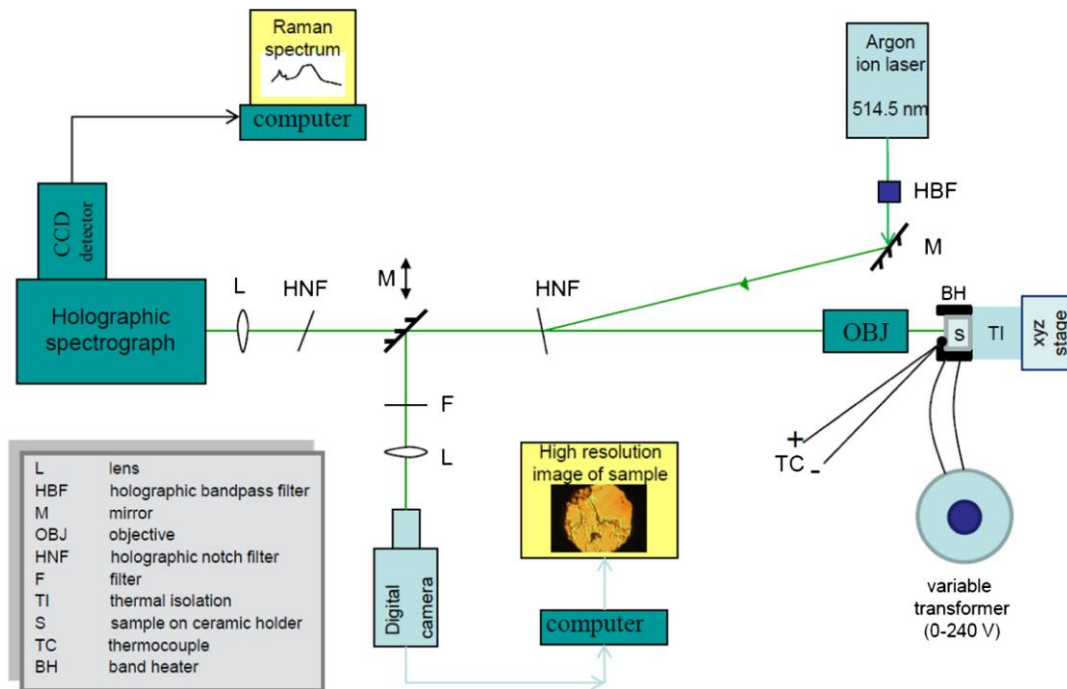 Raman
spectrum
computer
Argon
ion laser
514.5 nm
HBF
M
CCD
detector
Holographic
spectrograph
L
HNF
M
HNF
OBJ
BH
S
TI
xyz
stage
F
L
+
TC -
High resolution
image of sample
Digital
camera
computer
variable
transformer
(0-240 V)
L lens
HBF holographic bandpass filter
M mirror
OBJ objective
HNF holographic notch filter
F filter
TI thermal isolation
S sample on ceramic holder
TC thermocouple
BH band heater